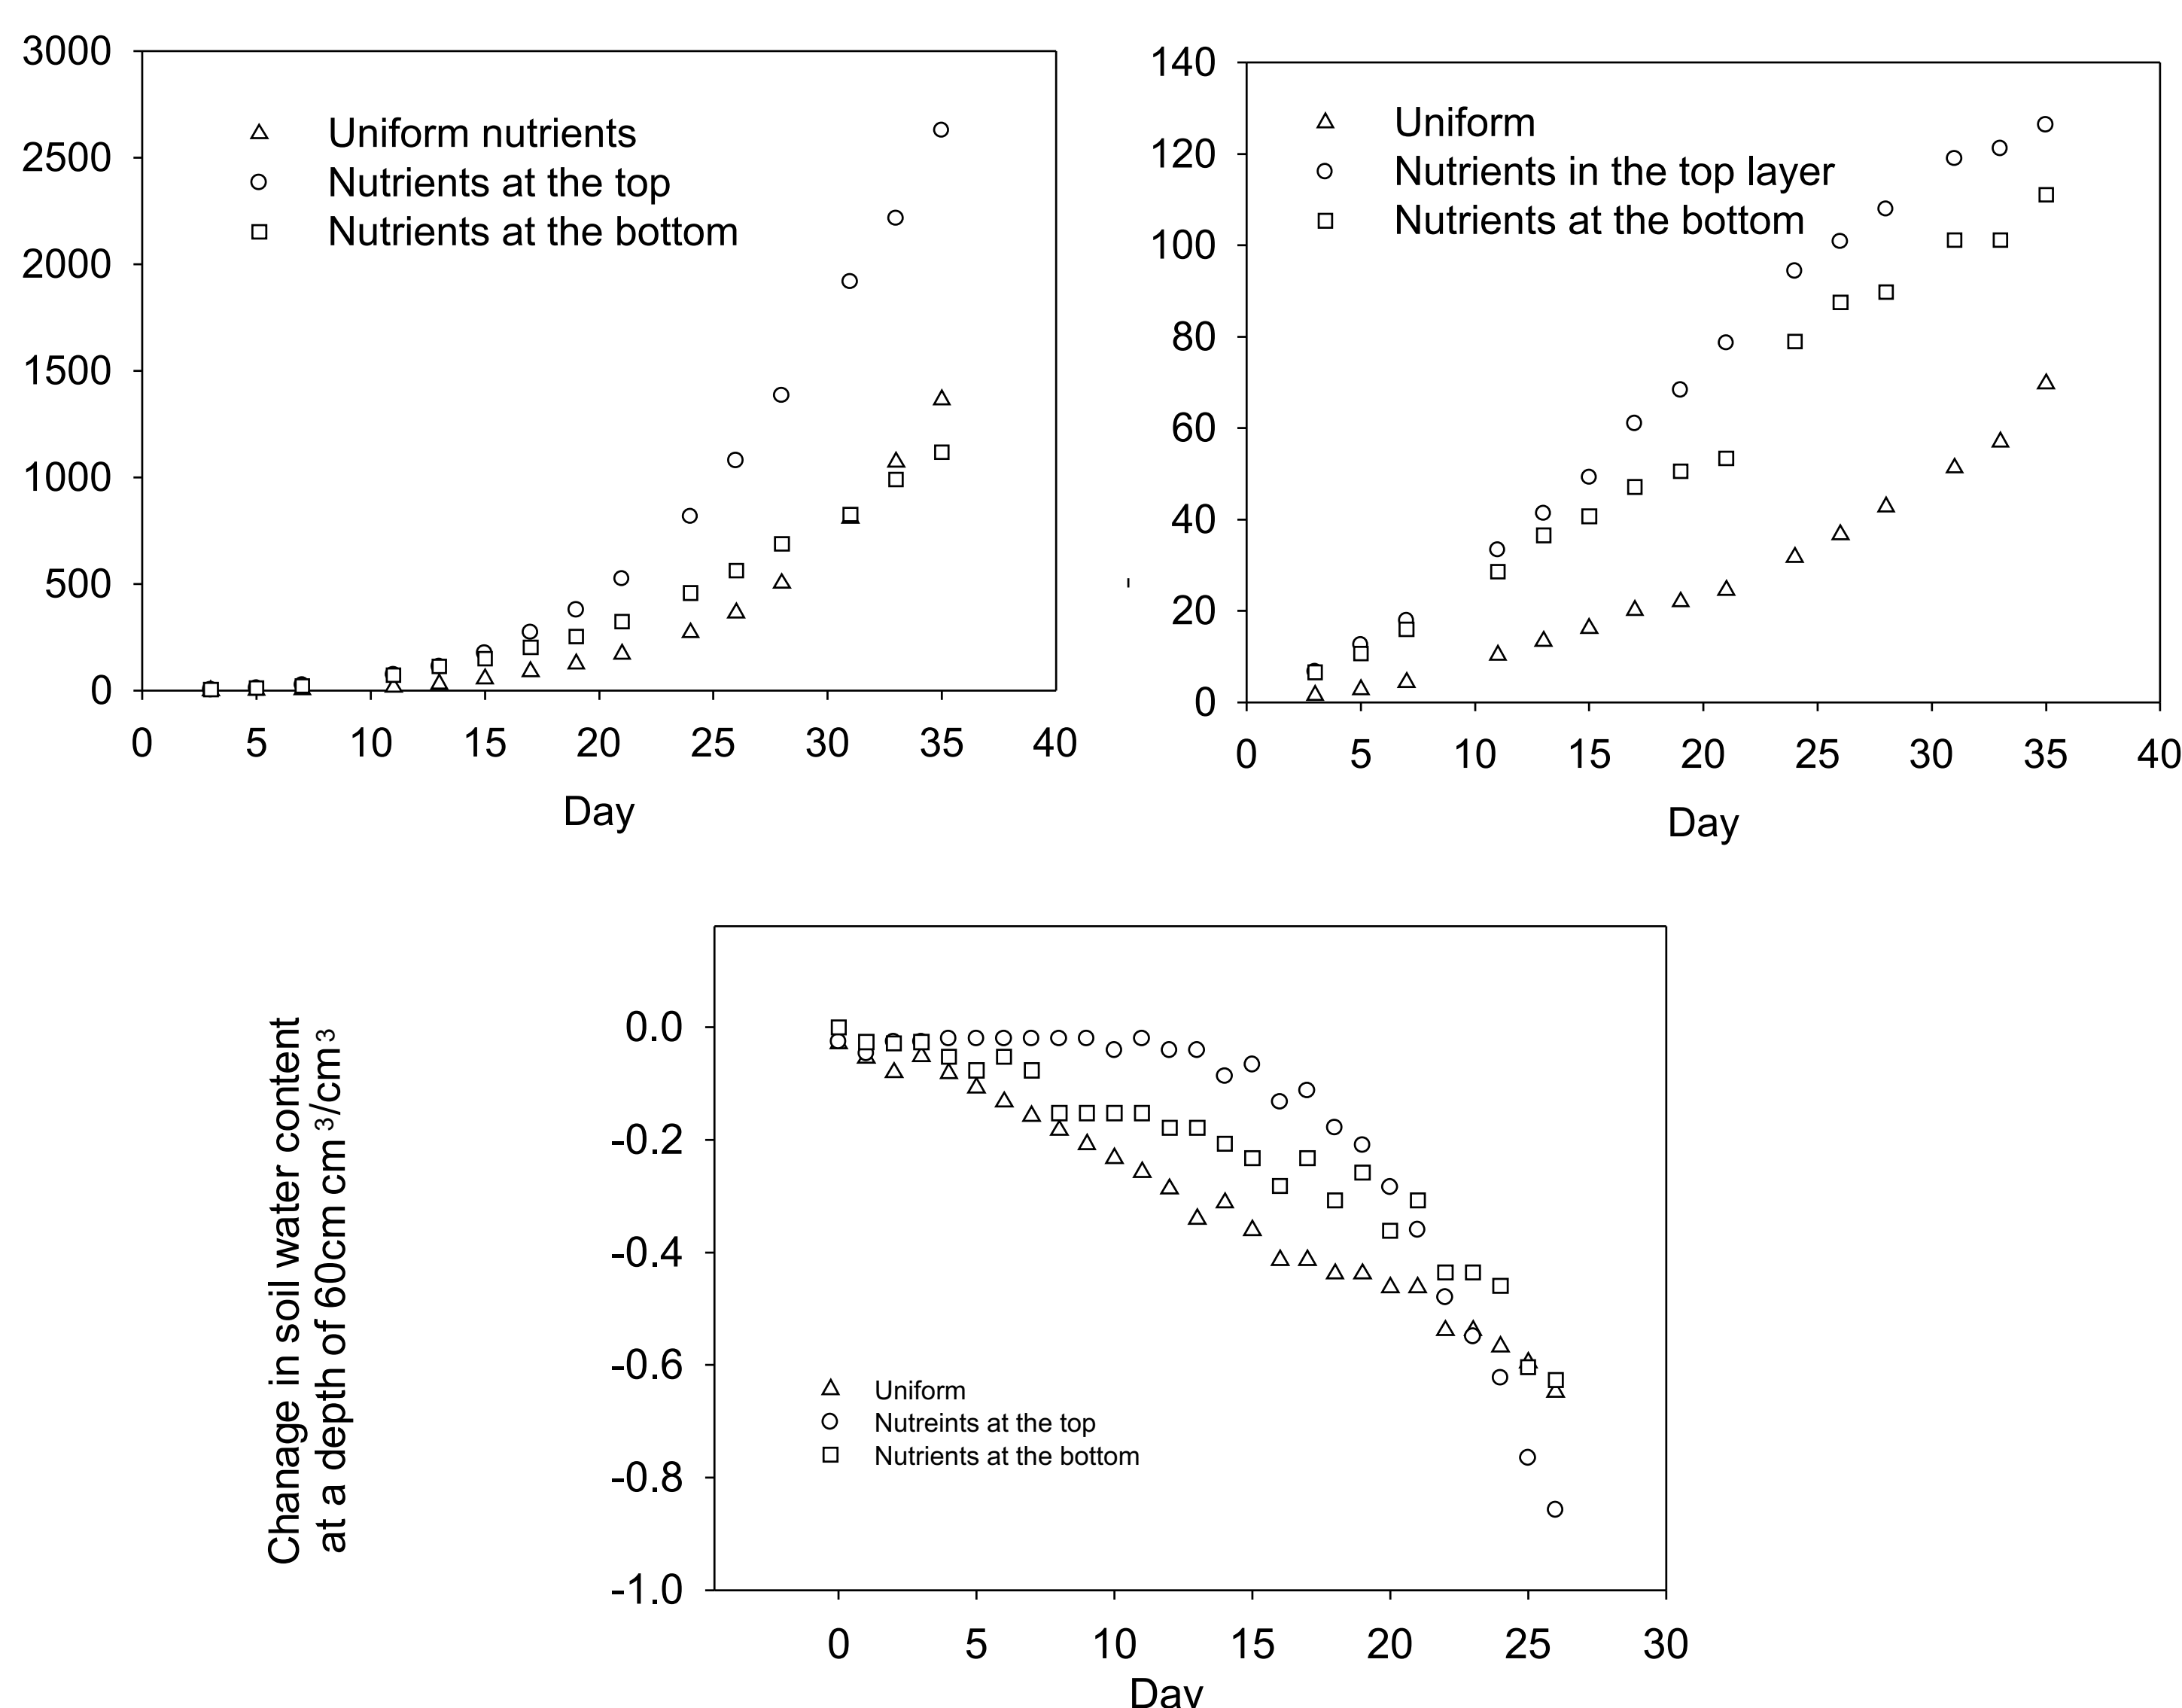 3000
2500
2000
1500
1000
500
0
Uniform nutrients
Nutrients at the top
Nutrients at the bottom
0 5 10 15 20 25 30 35 40
Day
140
120
100
80
60
40
20
0
Uniform
Nutrients in the top layer
Nutrients at the bottom
0 5 10 15 20 25 30 35 40
Day
Chanage in soil water content
at a depth of 60cm cm³/cm³
0.0
-0.2
-0.4
-0.6
-0.8
-1.0
Uniform
Nutreints at the top
Nutrients at the bottom
0 5 10 15 20 25 30
Day